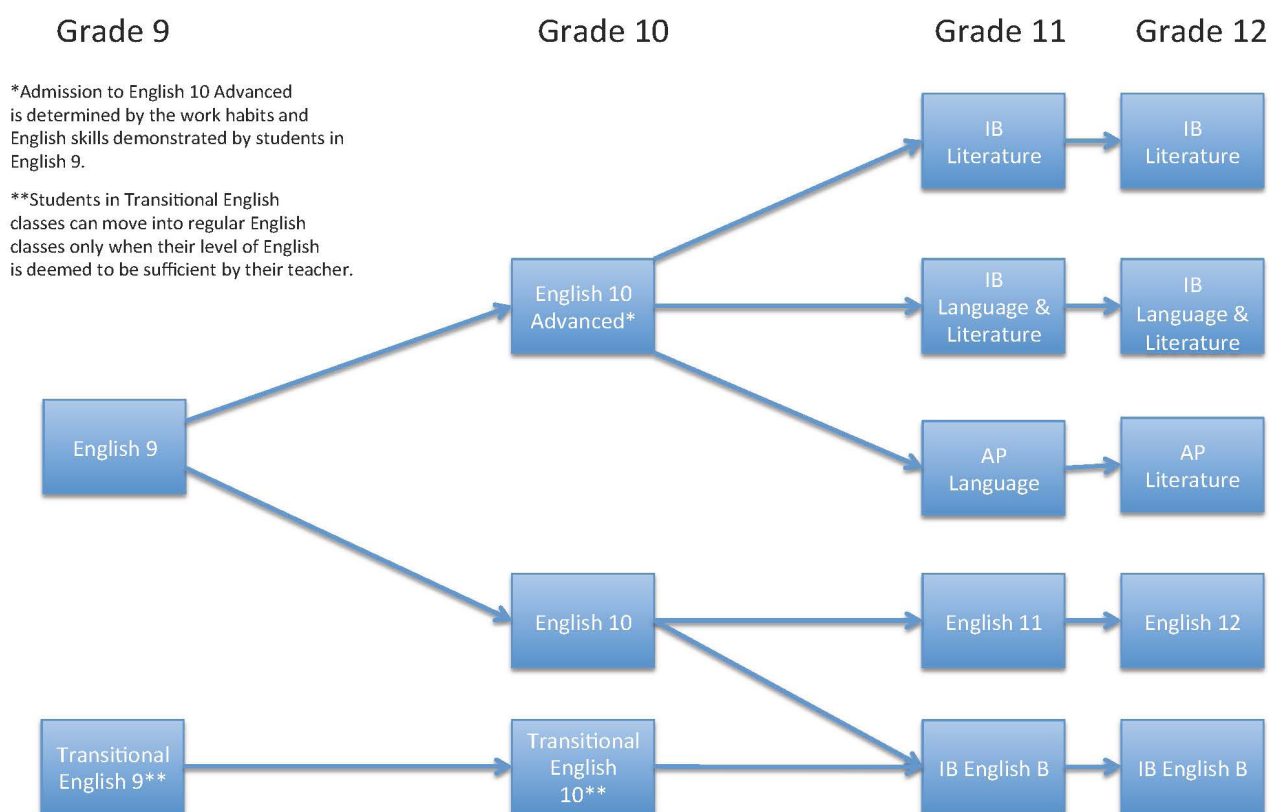 Grade 9
Grade 10
Grade 11
Grade 12
*Admission to English 10 Advanced
is determined by the work habits and
English skills demonstrated by students in
English 9.
**Students in Transitional English
classes can move into regular English
classes only when their level of English
is deemed to be sufficient by their teacher.
IB
Literature
IB
Literature
English 10
Advanced*
IB
Language &
Literature
IB
Language &
Literature
English 9
AP
Language
AP
Literature
English 10
English 11
English 12
Transitional
English 9**
Transitional
English
10**
IB English B
IB English B